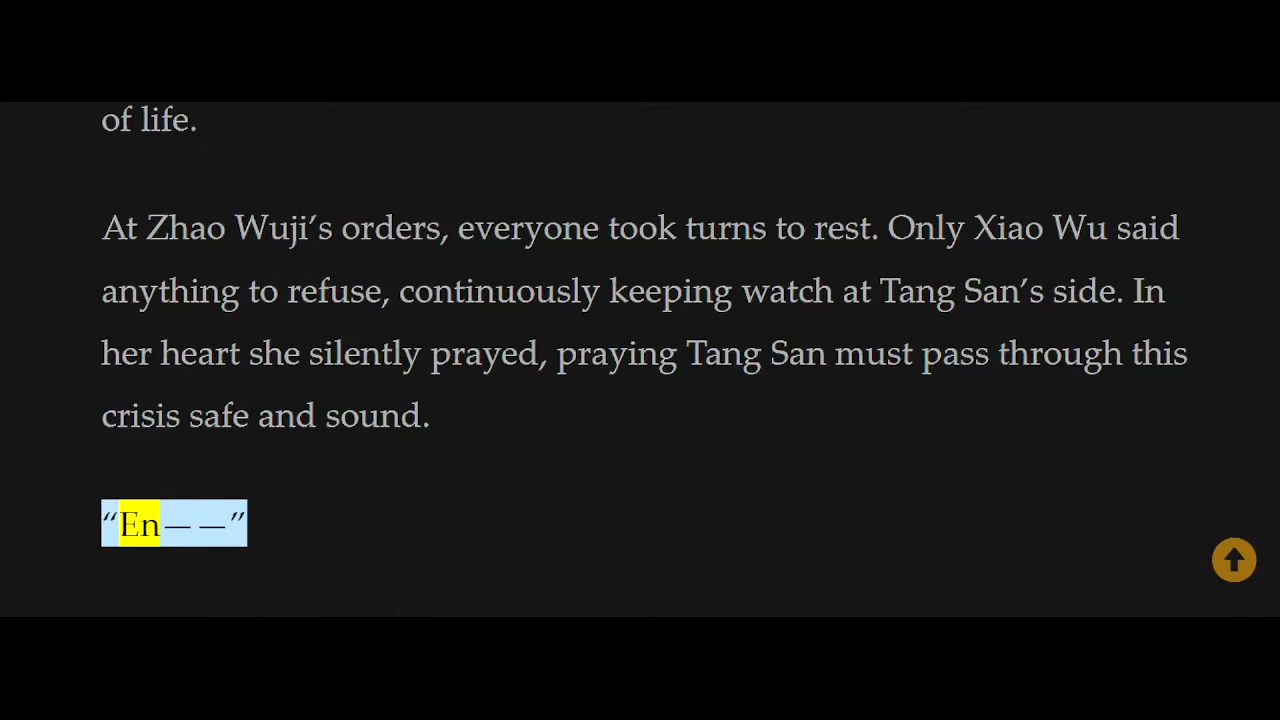 of life.
At Zhao Wuji’s orders, everyone took turns to rest. Only Xiao Wu said
anything to refuse, continuously keeping watch at Tang San’s side. In
her heart she silently prayed, praying Tang San must pass through this
crisis safe and sound.
“En——”